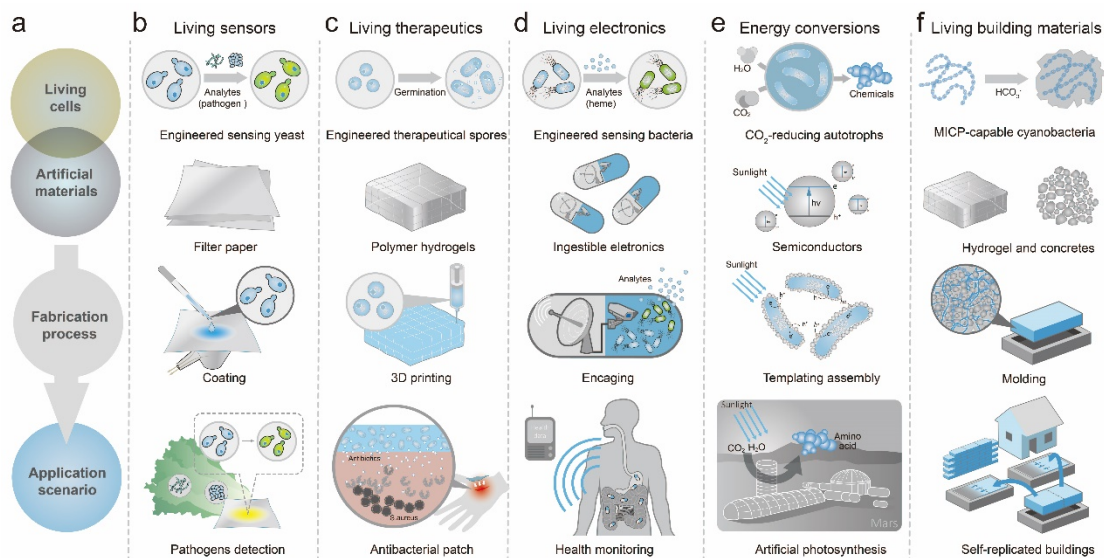 a
Living
cells
Artificial
materials
Fabrication
process
Application
scenario
b
Living sensors
Analytes
(pathogen )
Engineered sensing yeast
Filter paper
Coating
Pathogens detection
c
Living therapeutics
Germination
Engineered therapeutical spores
Polymer hydrogels
3D printing
Antibiotics
S aureus
Antibacterial patch
d
Living electronics
Analytes
(heme)
Engineered sensing bacteria
Ingestible eletronics
Analytes
Encaging
Health monitoring
e
Energy conversions
H₂O
CO₂
Chemicals
CO₂-reducing autotrophs
Sunlight
e⁻
hv
h⁺
Semiconductors
Sunlight
Templating assembly
Sunlight
CO₂ H₂O
Amino
acid
Mars
Artificial photosynthesis
f
Living building materials
HCO₃⁻
MICP-capable cyanobacteria
Hydrogel and concretes
Molding
Self-replicated buildings